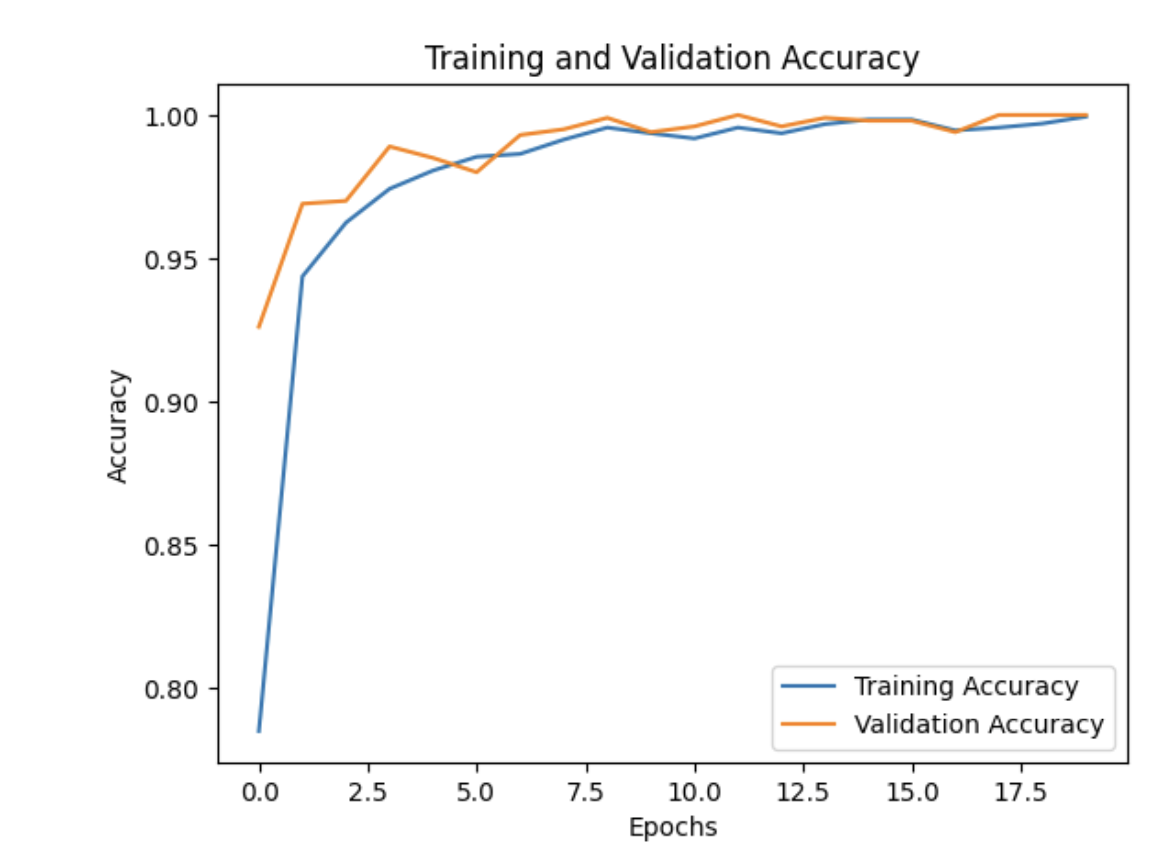 Training and Validation Accuracy
1.00
0.95
0.90
0.85
0.80
Accuracy
Training Accuracy
Validation Accuracy
0.0 2.5 5.0 7.5 10.0 12.5 15.0 17.5
Epochs